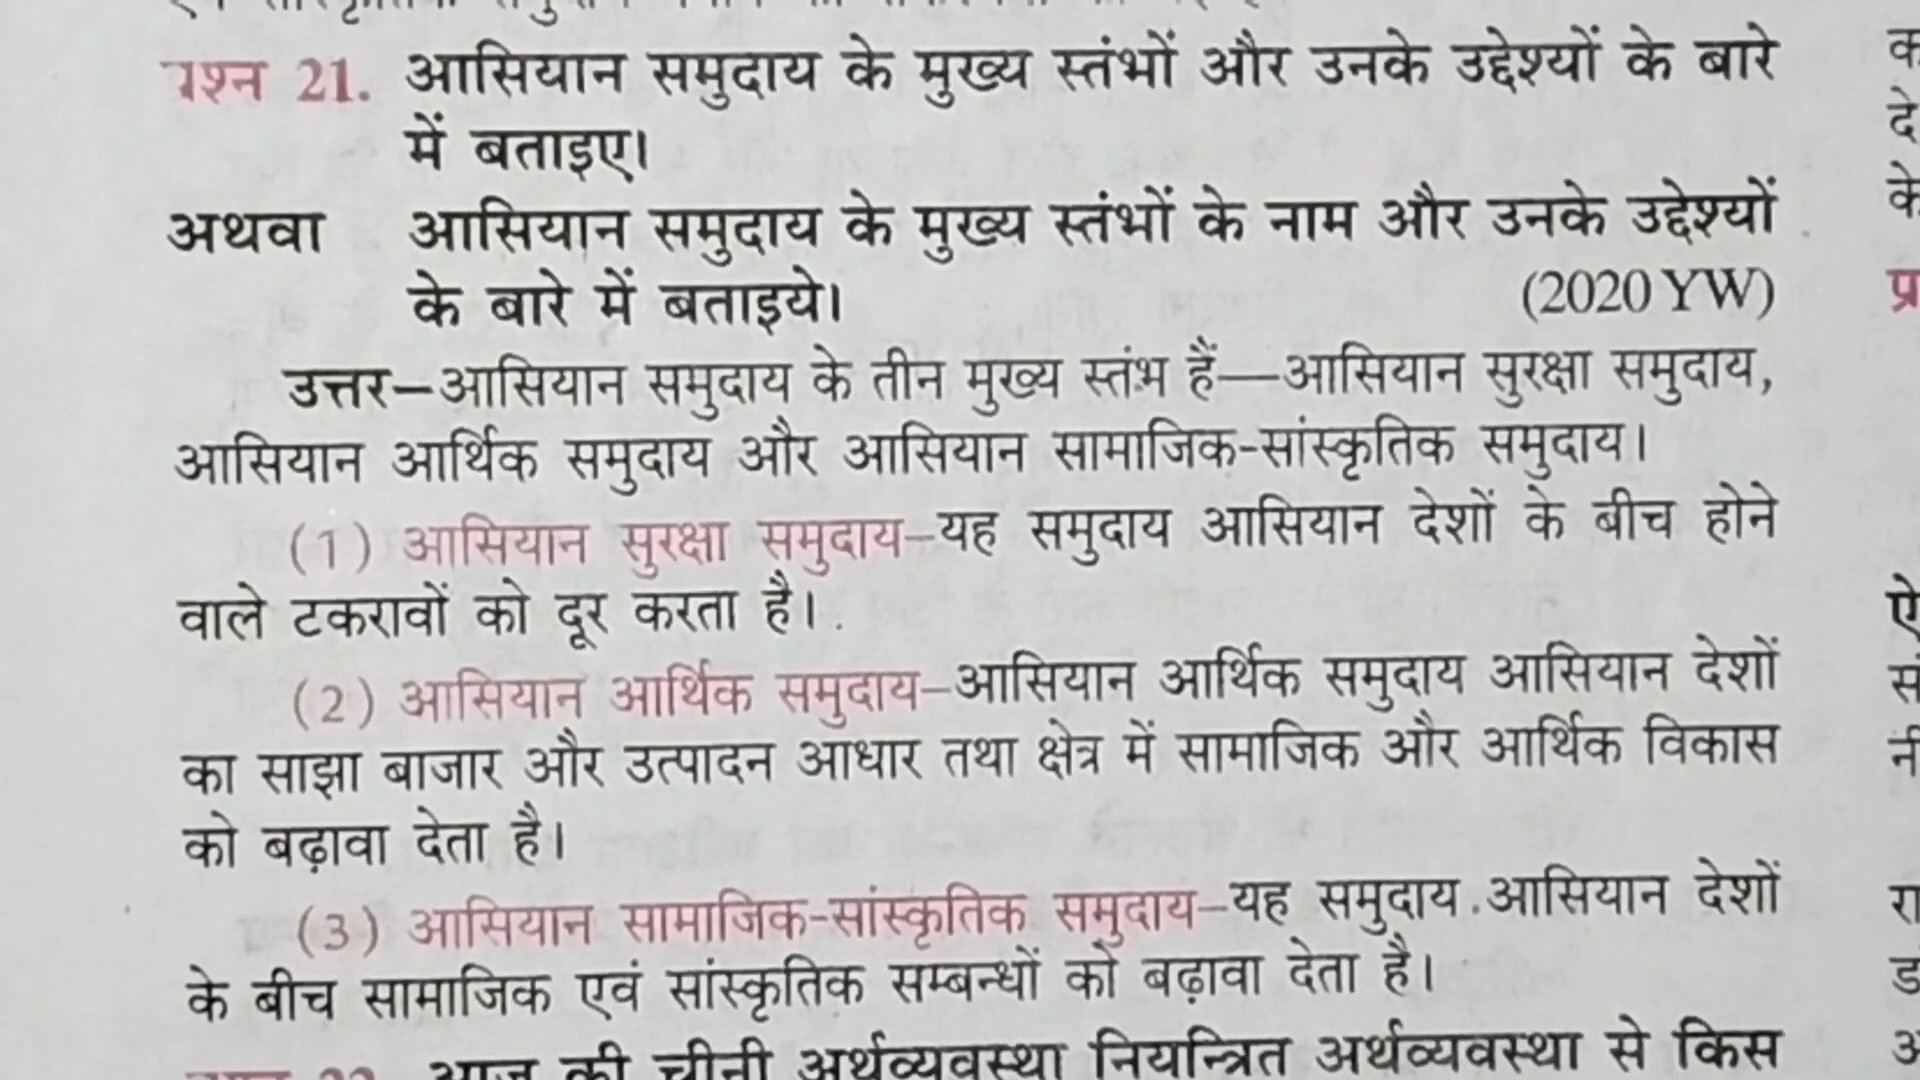 प्रश्न 21. आसियान समुदाय के मुख्य स्तंभों और उनके उद्देश्यों के बारे
में बताइए।
अथवा आसियान समुदाय के मुख्य स्तंभों के नाम और उनके उद्देश्यों
के बारे में बताइये। (2020 YW)
उत्तर–आसियान समुदाय के तीन मुख्य स्तंभ हैं—आसियान सुरक्षा समुदाय,
आसियान आर्थिक समुदाय और आसियान सामाजिक-सांस्कृतिक समुदाय।
(1) आसियान सुरक्षा समुदाय–यह समुदाय आसियान देशों के बीच होने
वाले टकरावों को दूर करता है।
(2) आसियान आर्थिक समुदाय–आसियान आर्थिक समुदाय आसियान देशों
का साझा बाजार और उत्पादन आधार तथा क्षेत्र में सामाजिक और आर्थिक विकास
को बढ़ावा देता है।
(3) आसियान सामाजिक-सांस्कृतिक समुदाय–यह समुदाय आसियान देशों
के बीच सामाजिक एवं सांस्कृतिक सम्बन्धों को बढ़ावा देता है।
आज की चीनी अर्थव्यवस्था नियन्त्रित अर्थव्यवस्था से किस